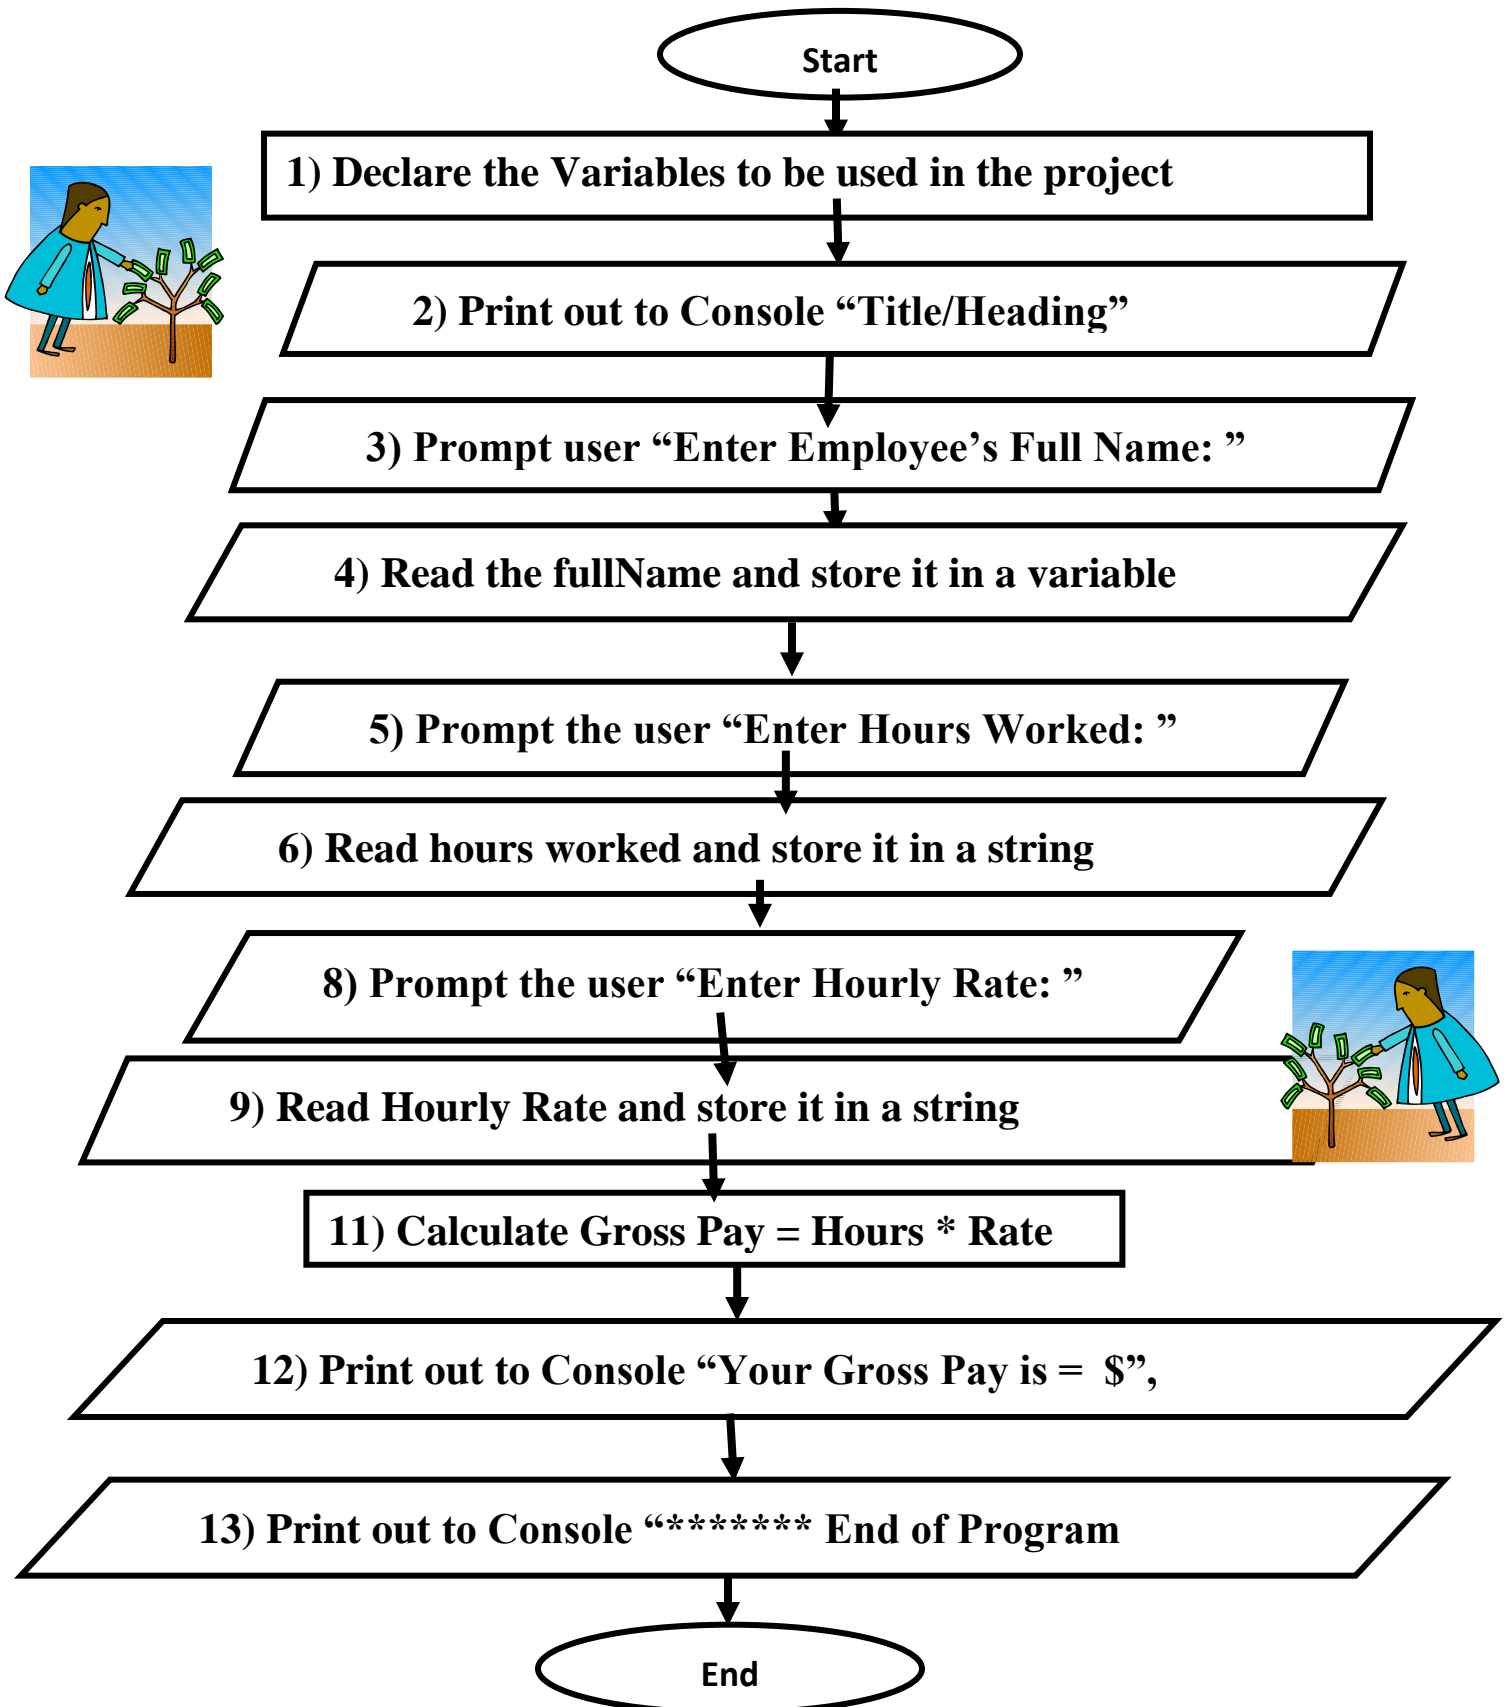 Start
1) Declare the Variables to be used in the project
2) Print out to Console “Title/Heading”
3) Prompt user “Enter Employee’s Full Name: ”
4) Read the fullName and store it in a variable
5) Prompt the user “Enter Hours Worked: ”
6) Read hours worked and store it in a string
8) Prompt the user “Enter Hourly Rate: ”
9) Read Hourly Rate and store it in a string
11) Calculate Gross Pay = Hours * Rate
12) Print out to Console “Your Gross Pay is =  $”,
13) Print out to Console “******* End of Program
End